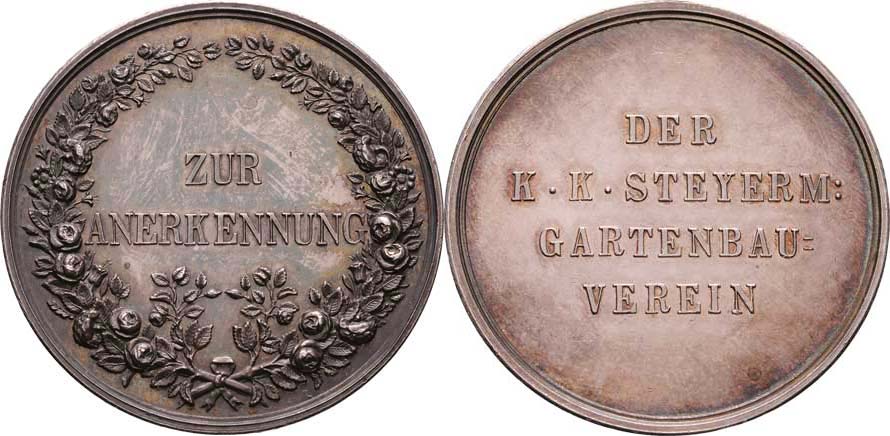 ZUR
ANERKENNUNG
DER
K · K · STEYERM:
GARTENBAU=
VEREIN